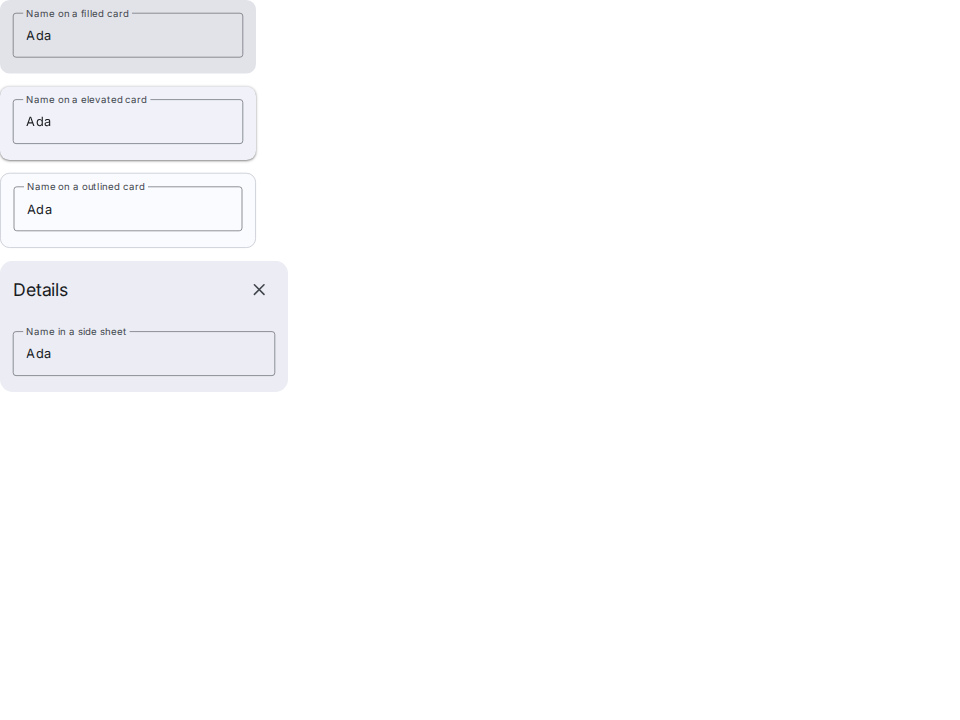 Name on a filled card
Ada
Name on a elevated card
Ada
Name on a outlined card
Ada
Details
Name in a side sheet
Ada